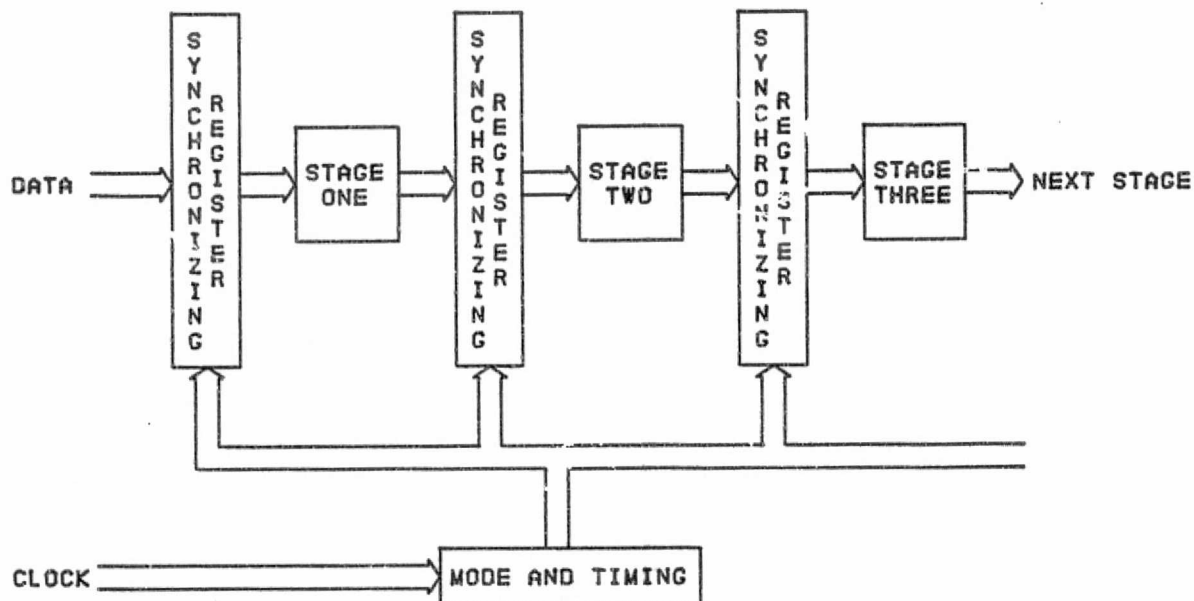 SYNCHRONIZING
REGISTER
SYNCHRONIZING
REGISTER
SYNCHRONIZING
REGISTER
DATA
STAGE
ONE
STAGE
TWO
STAGE
THREE
NEXT STAGE
CLOCK
MODE AND TIMING